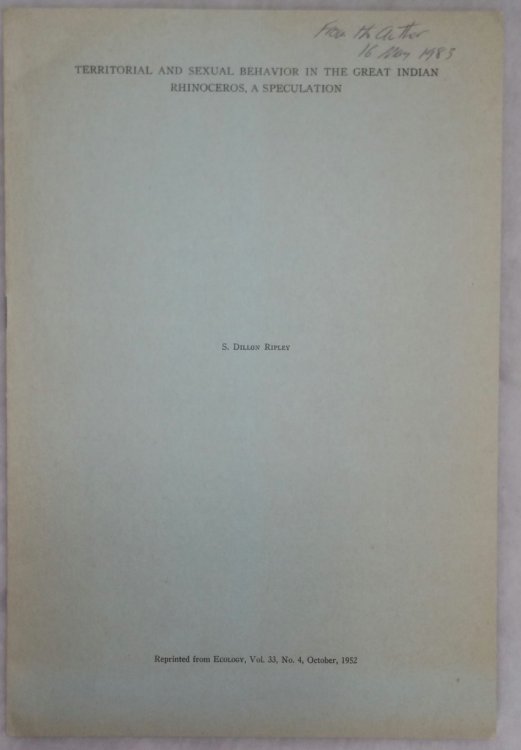 From the Author
16 May 1983
TERRITORIAL AND SEXUAL BEHAVIOR IN THE GREAT INDIAN
RHINOCEROS, A SPECULATION
S. DILLON RIPLEY
Reprinted from ECOLOGY, Vol. 33, No. 4, October, 1952